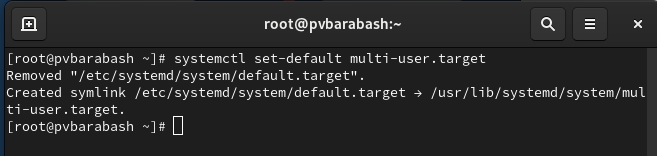 root@pvbarabash:~
[root@pvbarabash ~]# systemctl set-default multi-user.target
Removed "/etc/systemd/system/default.target".
Created symlink /etc/systemd/system/default.target → /usr/lib/systemd/system/mul
ti-user.target.
[root@pvbarabash ~]#